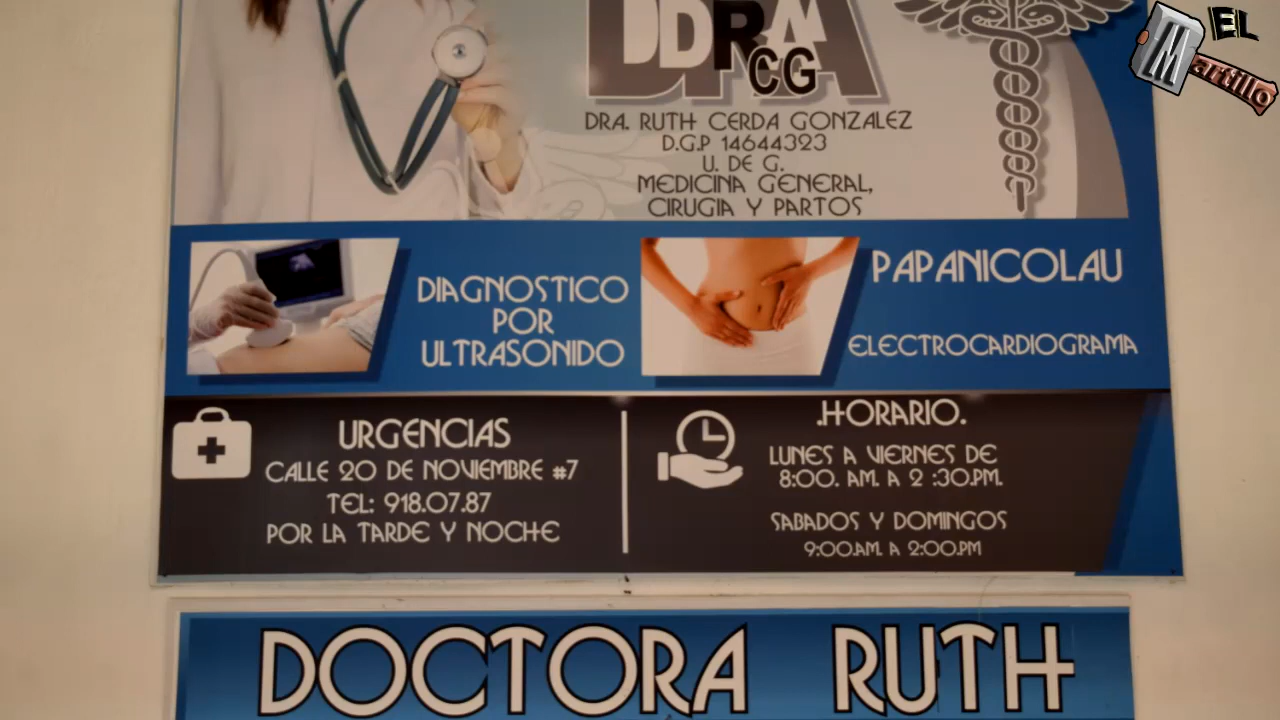 EL
Martillo
DRA
CG
DRA. RUTH CERDA GONZALEZ
D.G.P 14644323
U. DE G.
MEDICINA GENERAL,
CIRUGIA Y PARTOS
DIAGNOSTICO
POR
ULTRASONIDO
PAPANICOLAU
ELECTROCARDIOGRAMA
URGENCIAS
CALLE 20 DE NOVIEMBRE #7
TEL: 918.07.87
POR LA TARDE Y NOCHE
.HORARIO.
LUNES A VIERNES DE
8:00. AM. A 2 :30.PM.
SABADOS Y DOMINGOS
9:00.AM. A 2:00.PM
DOCTORA RUTH